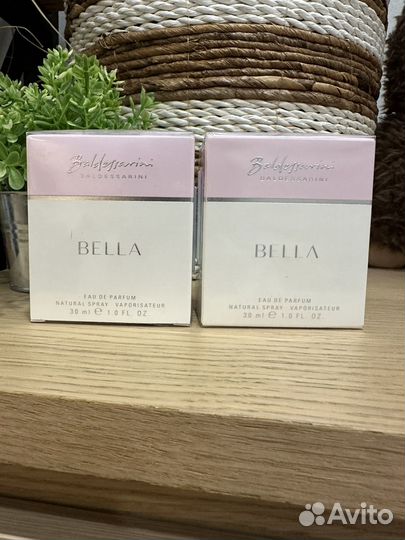 Baldessarini
BALDESSARINI
BELLA
EAU DE PARFUM
NATURAL SPRAY · VAPORISATEUR
30 ml ℮ 1.0 FL. OZ.
Baldessarini
BALDESSARINI
BELLA
EAU DE PARFUM
NATURAL SPRAY · VAPORISATEUR
30 ml ℮ 1.0 FL. OZ.
Avito